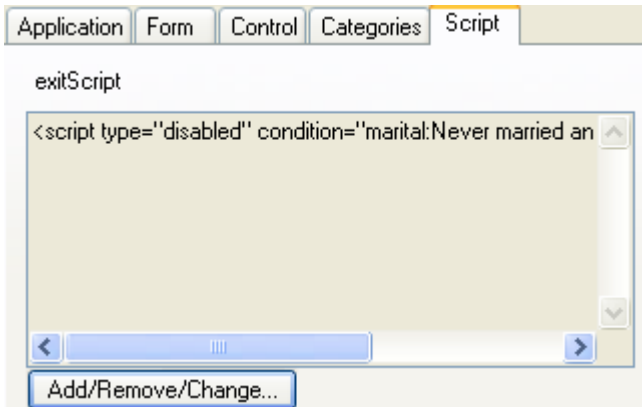 Application Form Control Categories Script
exitScript
<script type="disabled" condition="marital:Never married an
Add/Remove/Change...